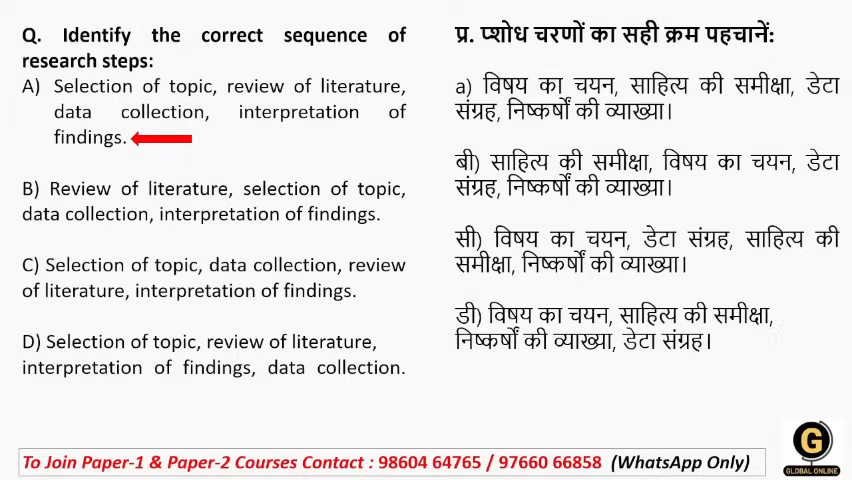 Q. Identify the correct sequence of
research steps:
A) Selection of topic, review of literature,
data collection, interpretation of
findings.
B) Review of literature, selection of topic,
data collection, interpretation of findings.
C) Selection of topic, data collection, review
of literature, interpretation of findings.
D) Selection of topic, review of literature,
interpretation of findings, data collection.
प्र. प्शोध चरणों का सही क्रम पहचानें:
a) विषय का चयन, साहित्य की समीक्षा, डेटा
संग्रह, निष्कर्षों की व्याख्या।
बी) साहित्य की समीक्षा, विषय का चयन, डेटा
संग्रह, निष्कर्षों की व्याख्या।
सी) विषय का चयन, डेटा संग्रह, साहित्य की
समीक्षा, निष्कर्षों की व्याख्या।
डी) विषय का चयन, साहित्य की समीक्षा,
निष्कर्षों की व्याख्या, डेटा संग्रह।
To Join Paper-1 & Paper-2 Courses Contact : 98604 64765 / 97660 66858 (WhatsApp Only)
G
GLOBAL ONLINE